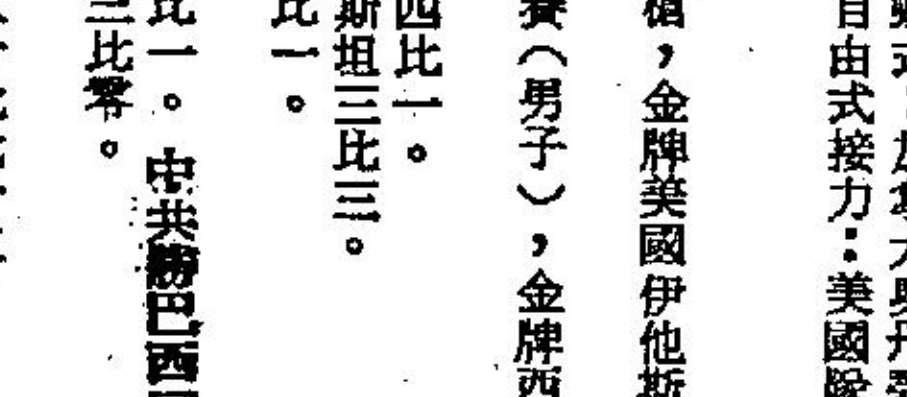 自由式接力：美國隊
槍，金牌美國伊他斯
賽（男子），金牌西
四比一。
斯坦三比三。
比一。
比一。中共勝巴西
三比零。